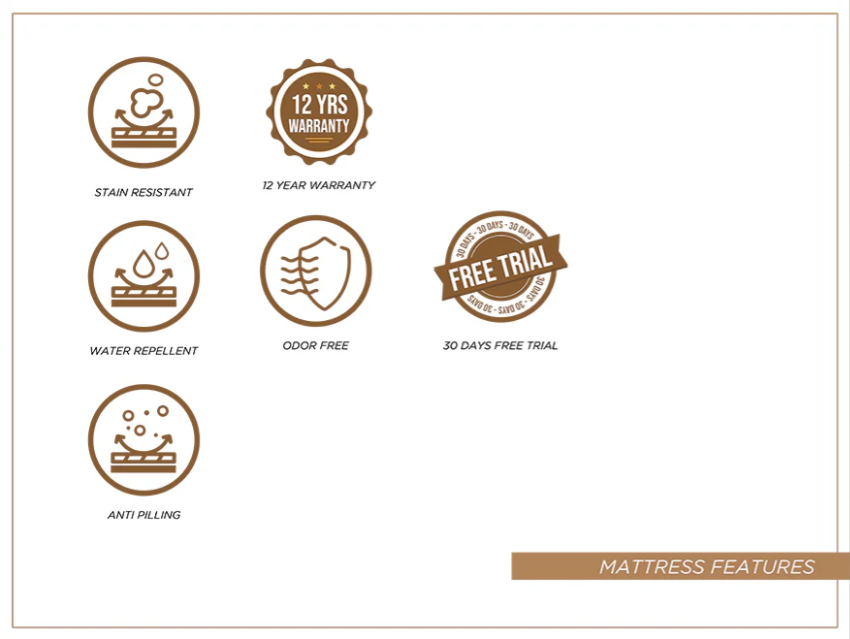 12 YRS
WARRANTY
STAIN RESISTANT
12 YEAR WARRANTY
30 DAYS - 30 DAYS - 30 DAYS
FREE TRIAL
30 DAYS - 30 DAYS - 30 DAYS
WATER REPELLENT
ODOR FREE
30 DAYS FREE TRIAL
ANTI PILLING
MATTRESS FEATURES